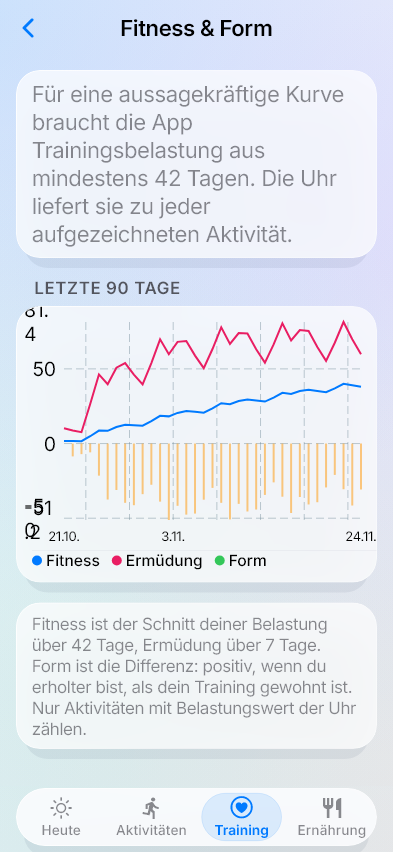 Fitness & Form
Für eine aussagekräftige Kurve
braucht die App
Trainingsbelastung aus
mindestens 42 Tagen. Die Uhr
liefert sie zu jeder
aufgezeichneten Aktivität.
LETZTE 90 TAGE
81.
4
50
0
21.10.
3.11.
24.11.
Fitness
Ermüdung
Form
Fitness ist der Schnitt deiner Belastung
über 42 Tage, Ermüdung über 7 Tage.
Form ist die Differenz: positiv, wenn du
erholter bist, als dein Training gewohnt ist.
Nur Aktivitäten mit Belastungswert der Uhr
zählen.
Heute
Aktivitäten
Training
Ernährung